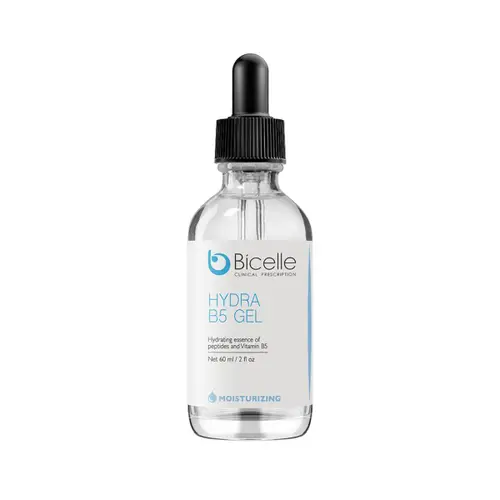 Bicelle
CLINICAL PRESCRIPTION
HYDRA
B5 GEL
Hydrating essence of
peptides and Vitamin B5
Net 60 ml / 2 fl oz
MOISTURIZING